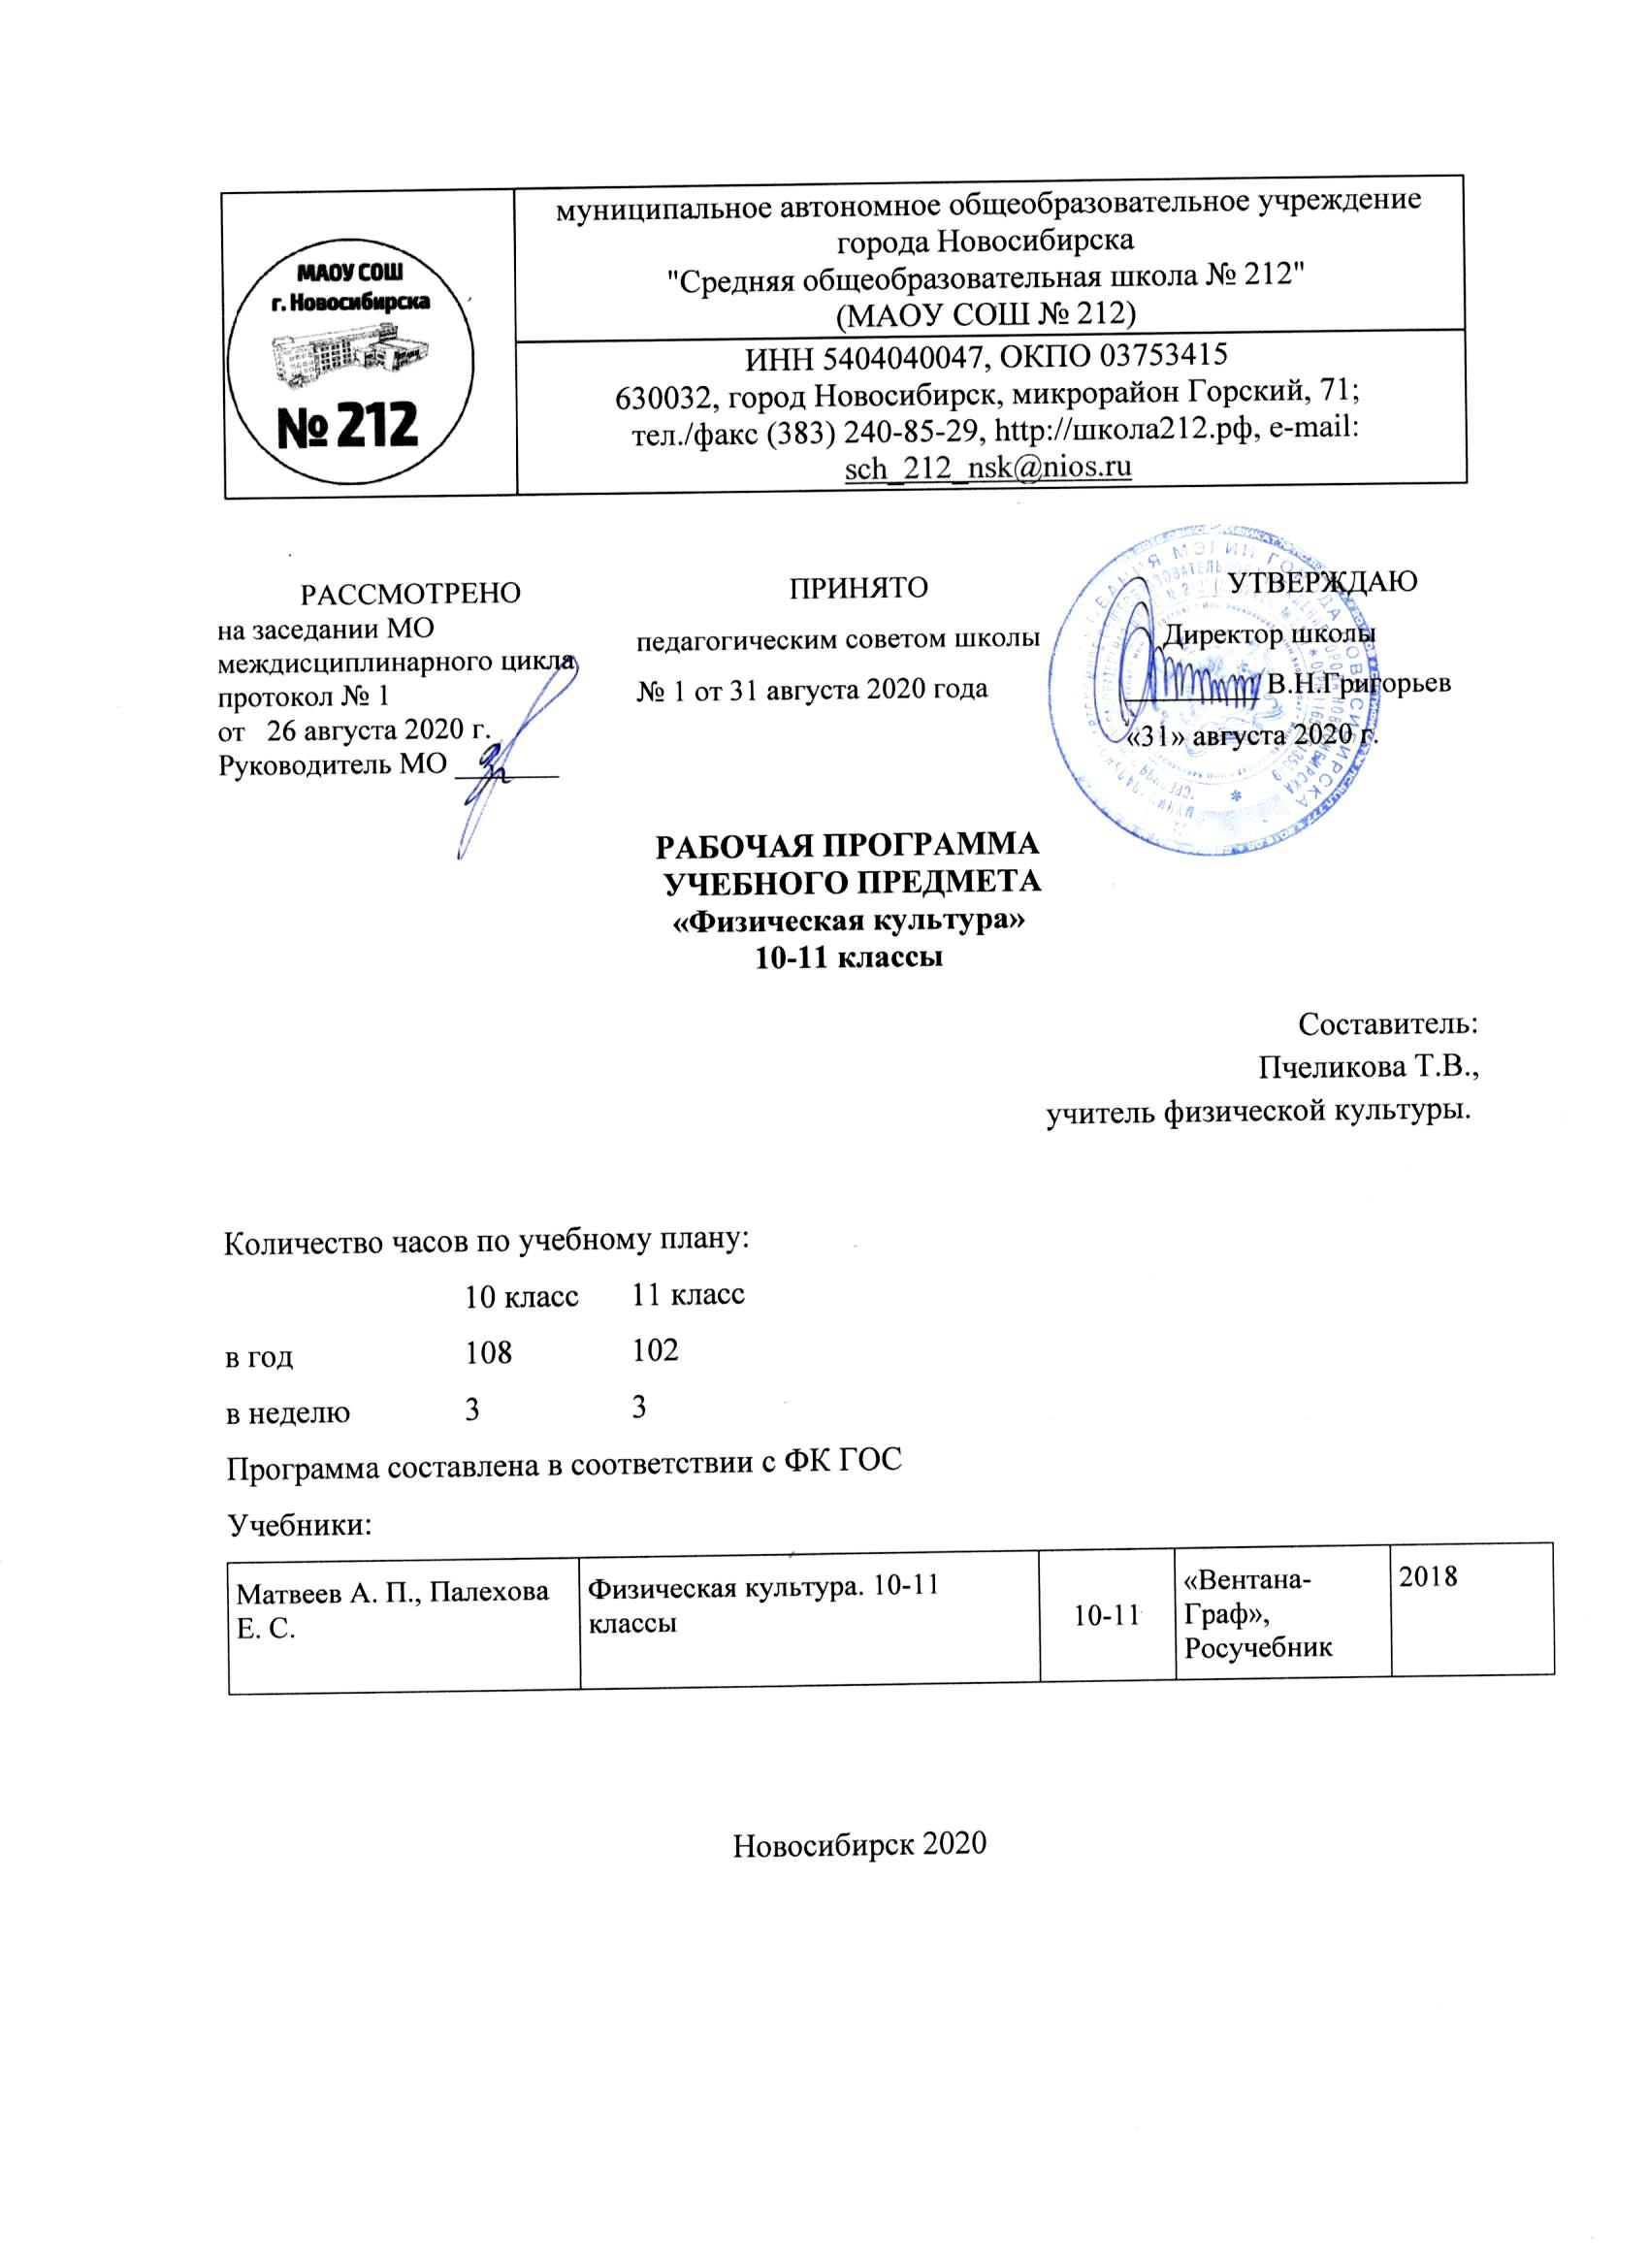 МАОУ СОШ
г. Новосибирска
№ 212
муниципальное автономное общеобразовательное учреждение
города Новосибирска
"Средняя общеобразовательная школа № 212"
(МАОУ СОШ № 212)
ИНН 5404040047, ОКПО 03753415
630032, город Новосибирск, микрорайон Горский, 71;
тел./факс (383) 240-85-29, http://школа212.рф, e-mail:
sch_212_nsk@nios.ru
РАССМОТРЕНО
на заседании МО
междисциплинарного цикла
протокол № 1
от 26 августа 2020 г.
Руководитель МО
ПРИНЯТО
педагогическим советом школы
№ 1 от 31 августа 2020 года
УТВЕРЖДАЮ
Директор школы
В.Н.Григорьев
«31» августа 2020 г.
РАБОЧАЯ ПРОГРАММА
УЧЕБНОГО ПРЕДМЕТА
«Физическая культура»
10-11 классы
Составитель:
Пчеликова Т.В.,
учитель физической культуры.
Количество часов по учебному плану:
10 класс 11 класс
в год 108 102
в неделю 3 3
Программа составлена в соответствии с ФК ГОС
Учебники:
Матвеев А. П., Палехова
Е. С.
Физическая культура. 10-11
классы
10-11
«Вентана-
Граф»,
Росучебник
2018
Новосибирск 2020